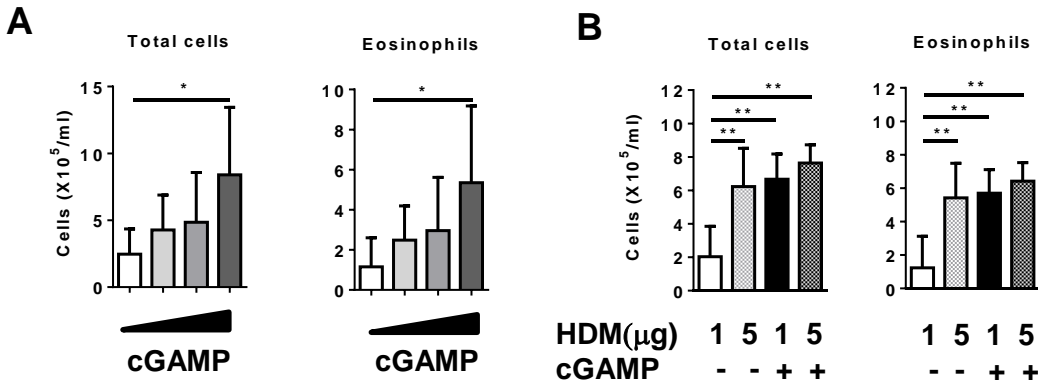 A
B
Total cells
Eosinophils
Total cells
Eosinophils
Cells (X10⁵/ml)
15
10
5
0
*
10
8
6
4
2
0
*
cGAMP
cGAMP
Cells (X10⁵/ml)
12
10
8
6
4
2
0
**
**
**
12
10
8
6
4
2
0
**
**
**
HDM(μg) 1 5 1 5 1 5 1 5
cGAMP - - + + - - + +